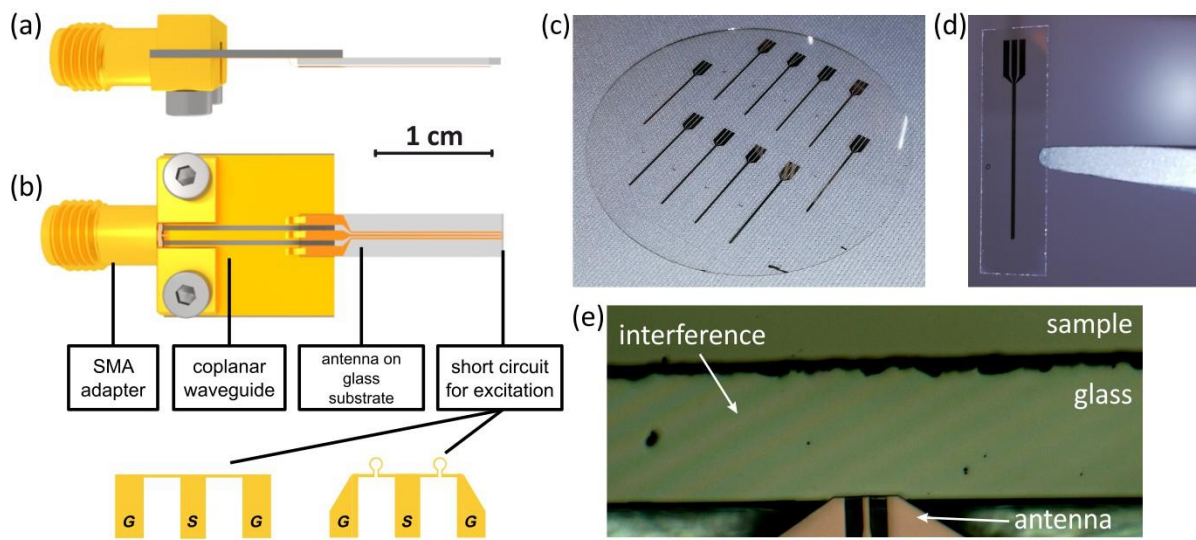 (a)
1 cm
(b)
SMA
adapter
coplanar
waveguide
antenna on
glass
substrate
short circuit
for excitation
G S G
G S G
(c)
(d)
(e)
interference
sample
glass
antenna